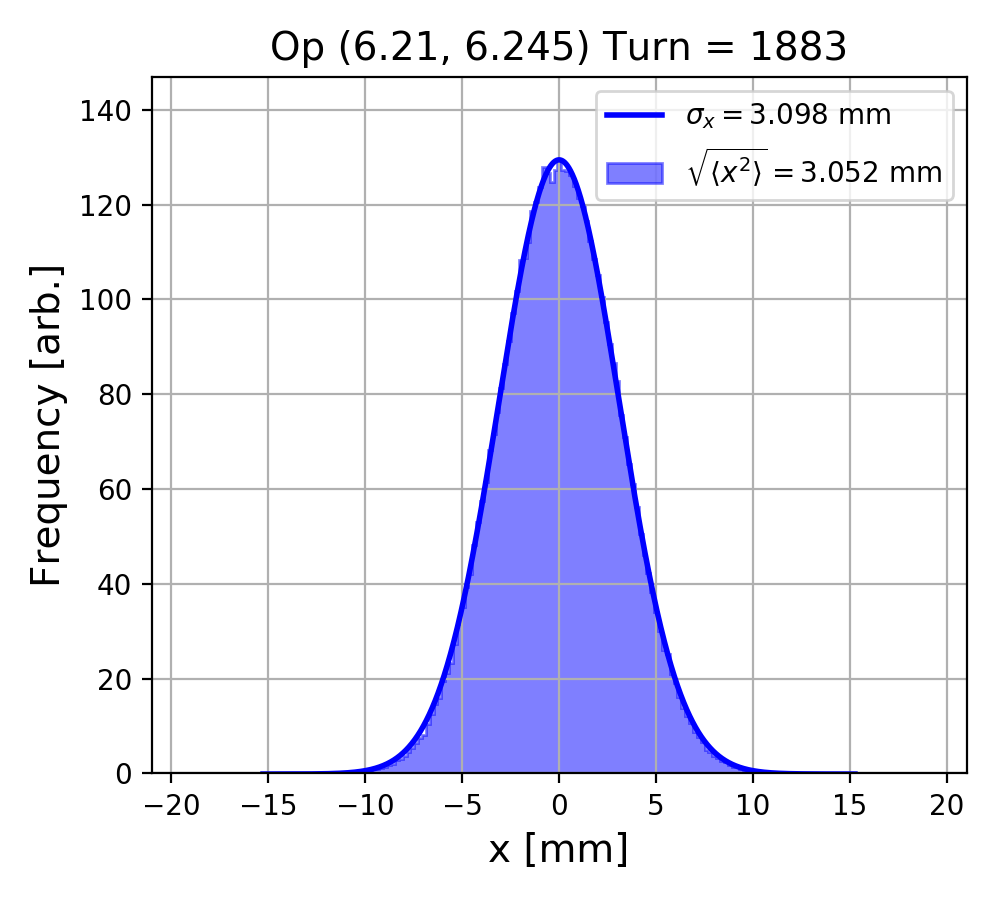 Op (6.21, 6.245) Turn = 1883
σₓ = 3.098 mm
√⟨x²⟩ = 3.052 mm
Frequency [arb.]
140
120
100
80
60
40
20
0
−20 −15 −10 −5 0 5 10 15 20
x [mm]